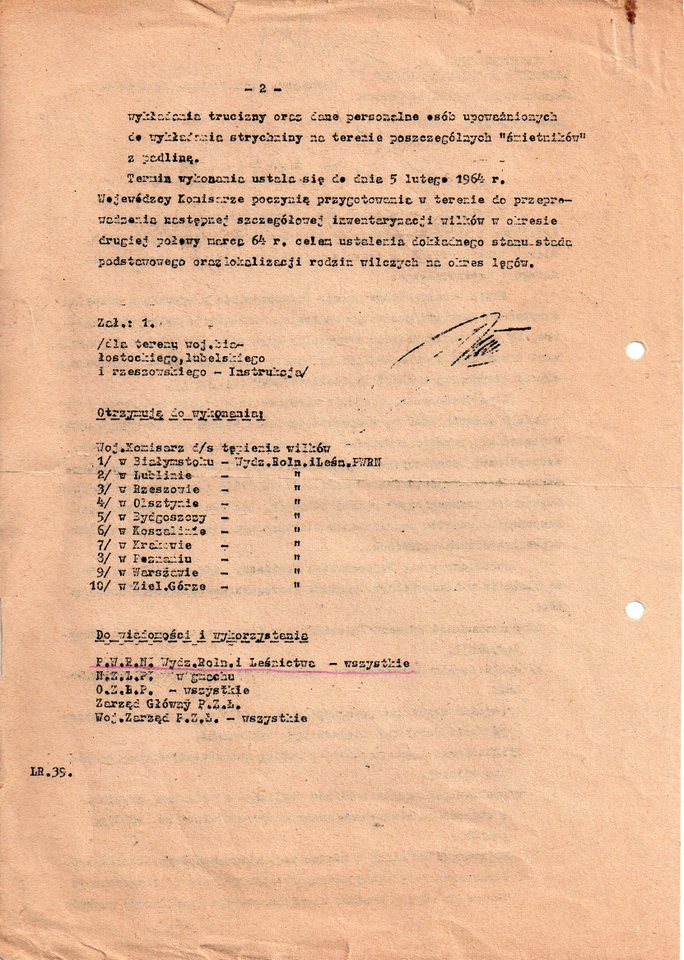 - 2 -
wykładania trucizny oraz dane personalne osób upoważnionych
do wykładania strychniny na terenie poszczególnych "śmietników"
z padliną.
Termin wykonania ustala się do dnia 5 lutego 1964 r.
Wojewódzcy Komisarze poczynią przygotowania w terenie do przepro-
wadzenia następnej szczegółowej inwentaryzacji wilków w okresie
drugiej połowy marca 64 r. celem ustalenia dokładnego stanu stada
podstawowego orazlokalizacji rodzin wilczych na okres lęgów.
Zał.: 1.
/dla terenu woj.bia-
łostockiego,lubelskiego
i rzeszowskiego - Instrukcja/
Otrzymują do wykonania:
Woj.Komisarz d/s tępienia wilków
1/ w Białymstoku - Wydz.Roln.iLeśn.PWRN
2/ w Lublinie - "
3/ w Rzeszowie - "
4/ w Olsztynie - "
5/ w Bydgoszczy - "
6/ w Koszalinie - "
7/ w Krakowie - "
8/ w Poznaniu - "
9/ w Warszawie - "
10/ w Ziel.Górze - "
Do wiadomości i wykorzystania
P.W.R.N. Wydz.Roln.i Leśnictwa - wszystkie
N.Z.L.P. w gmachu
O.Z.L.P. - wszystkie
Zarząd Główny P.Z.Ł.
Woj.Zarząd P.Z.Ł. - wszystkie
LR.39.